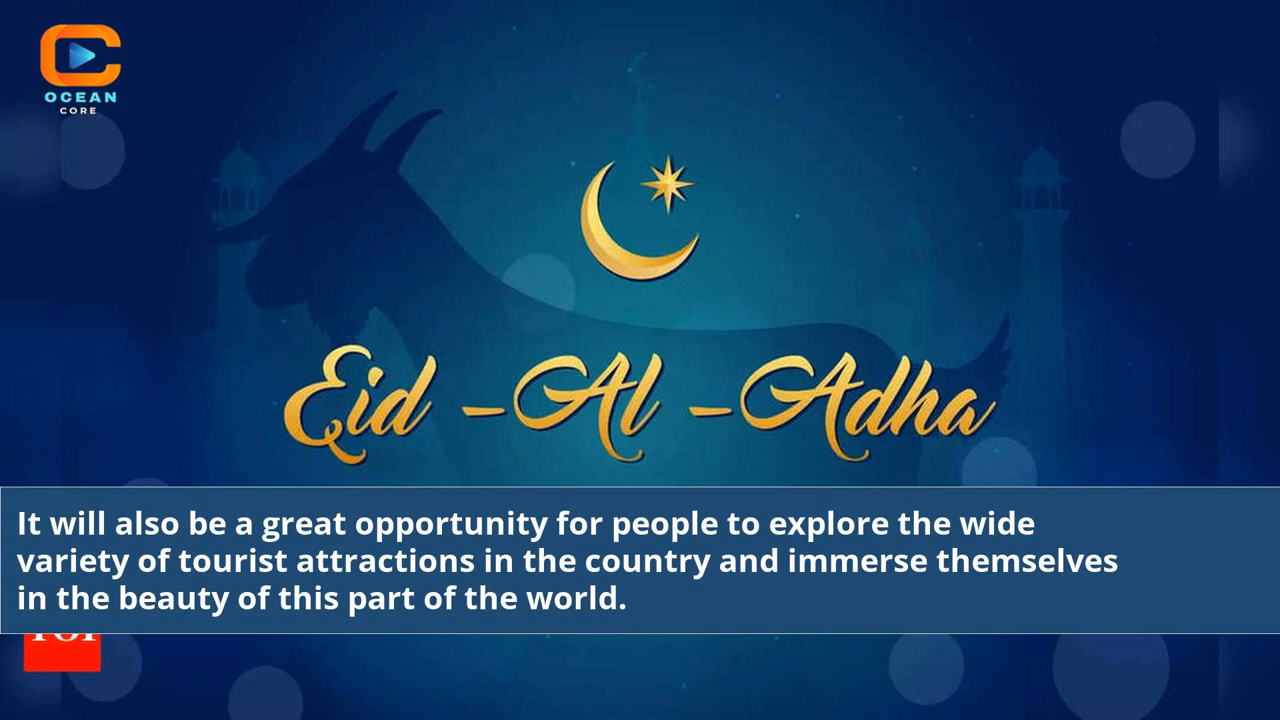 OCEAN
CORE
Eid -Al -Adha
It will also be a great opportunity for people to explore the wide
variety of tourist attractions in the country and immerse themselves
in the beauty of this part of the world.